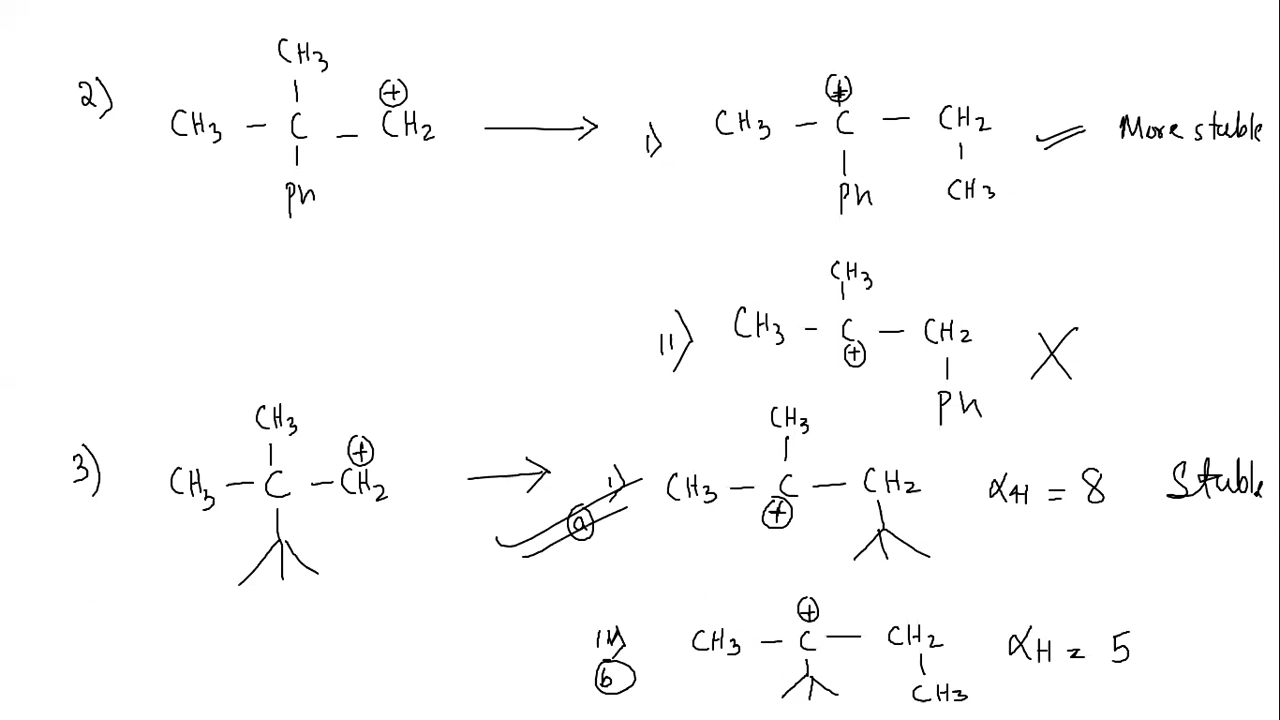 CH3
2) CH3 - C - CH2 ⊕ ⟶
Ph
i) CH3 - C ⊕ - CH2 More stable
Ph CH3
CH3
ii) CH3 - C - CH2 X
⊕
Ph
CH3
3) CH3 - C - CH2 ⊕ ⟶
CH3
i) CH3 - C - CH2 αH = 8 Stable
a ⊕
ii) CH3 - C ⊕ - CH2 αH = 5
b CH3